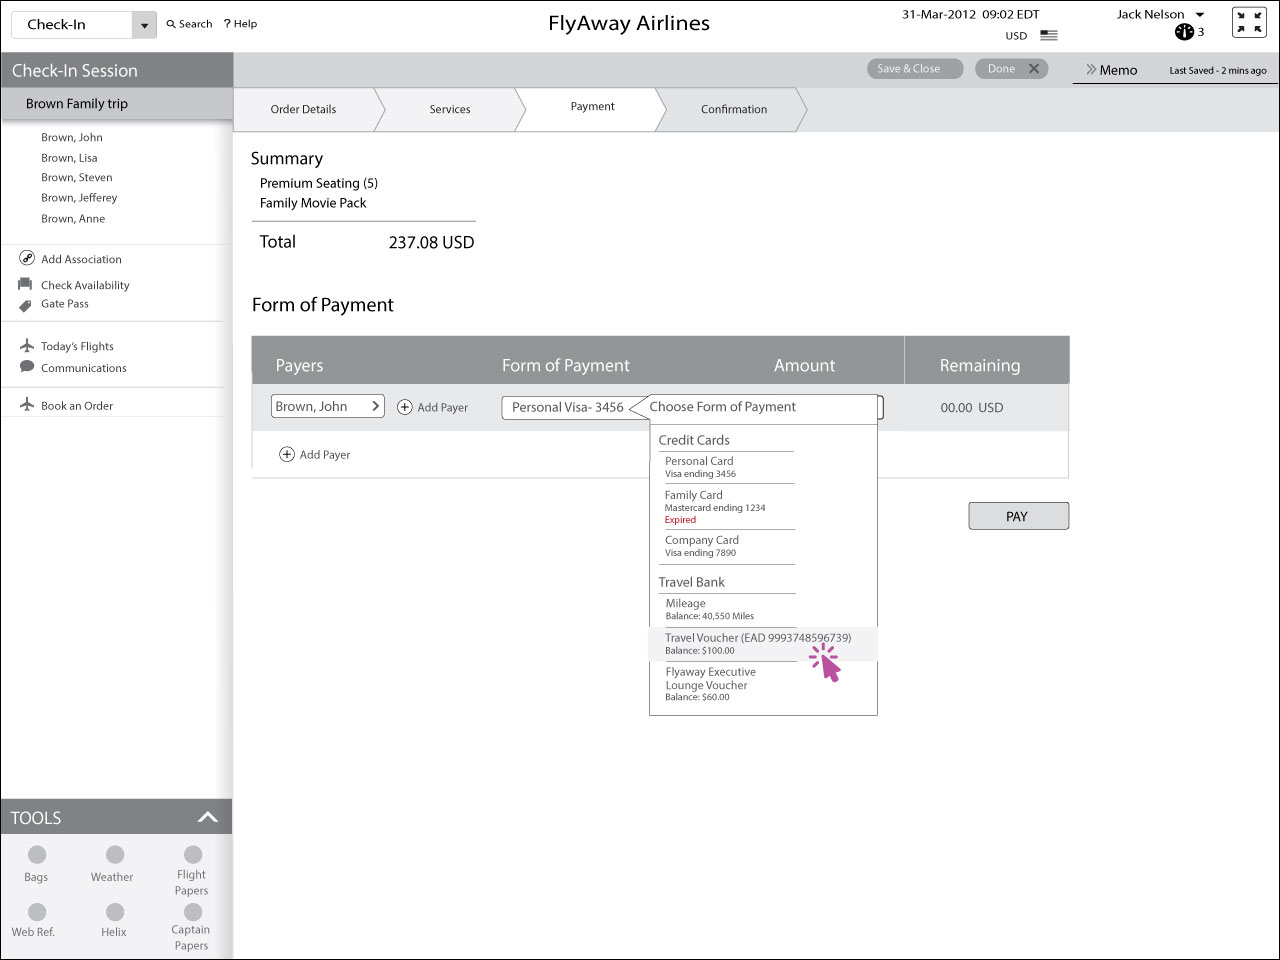 Check-In
Search
? Help
FlyAway Airlines
31-Mar-2012 09:02 EDT
USD
Jack Nelson
3
Check-In Session
Save & Close
Done
Memo
Last Saved - 2 mins ago
Brown Family trip
Brown, John
Brown, Lisa
Brown, Steven
Brown, Jefferey
Brown, Anne
Add Association
Check Availability
Gate Pass
Today's Flights
Communications
Book an Order
Order Details
Services
Payment
Confirmation
Summary
Premium Seating (5)
Family Movie Pack
Total 237.08 USD
Form of Payment
Payers Form of Payment Amount Remaining
Brown, John
Add Payer
Personal Visa- 3456
00.00 USD
Add Payer
Choose Form of Payment
Credit Cards
Personal Card
Visa ending 3456
Family Card
Mastercard ending 1234
Expired
Company Card
Visa ending 7890
Travel Bank
Mileage
Balance: 40,550 Miles
Travel Voucher (EAD 9993748596739)
Balance: $100.00
Flyaway Executive
Lounge Voucher
Balance: $60.00
PAY
TOOLS
Bags
Weather
Flight
Papers
Web Ref.
Helix
Captain
Papers